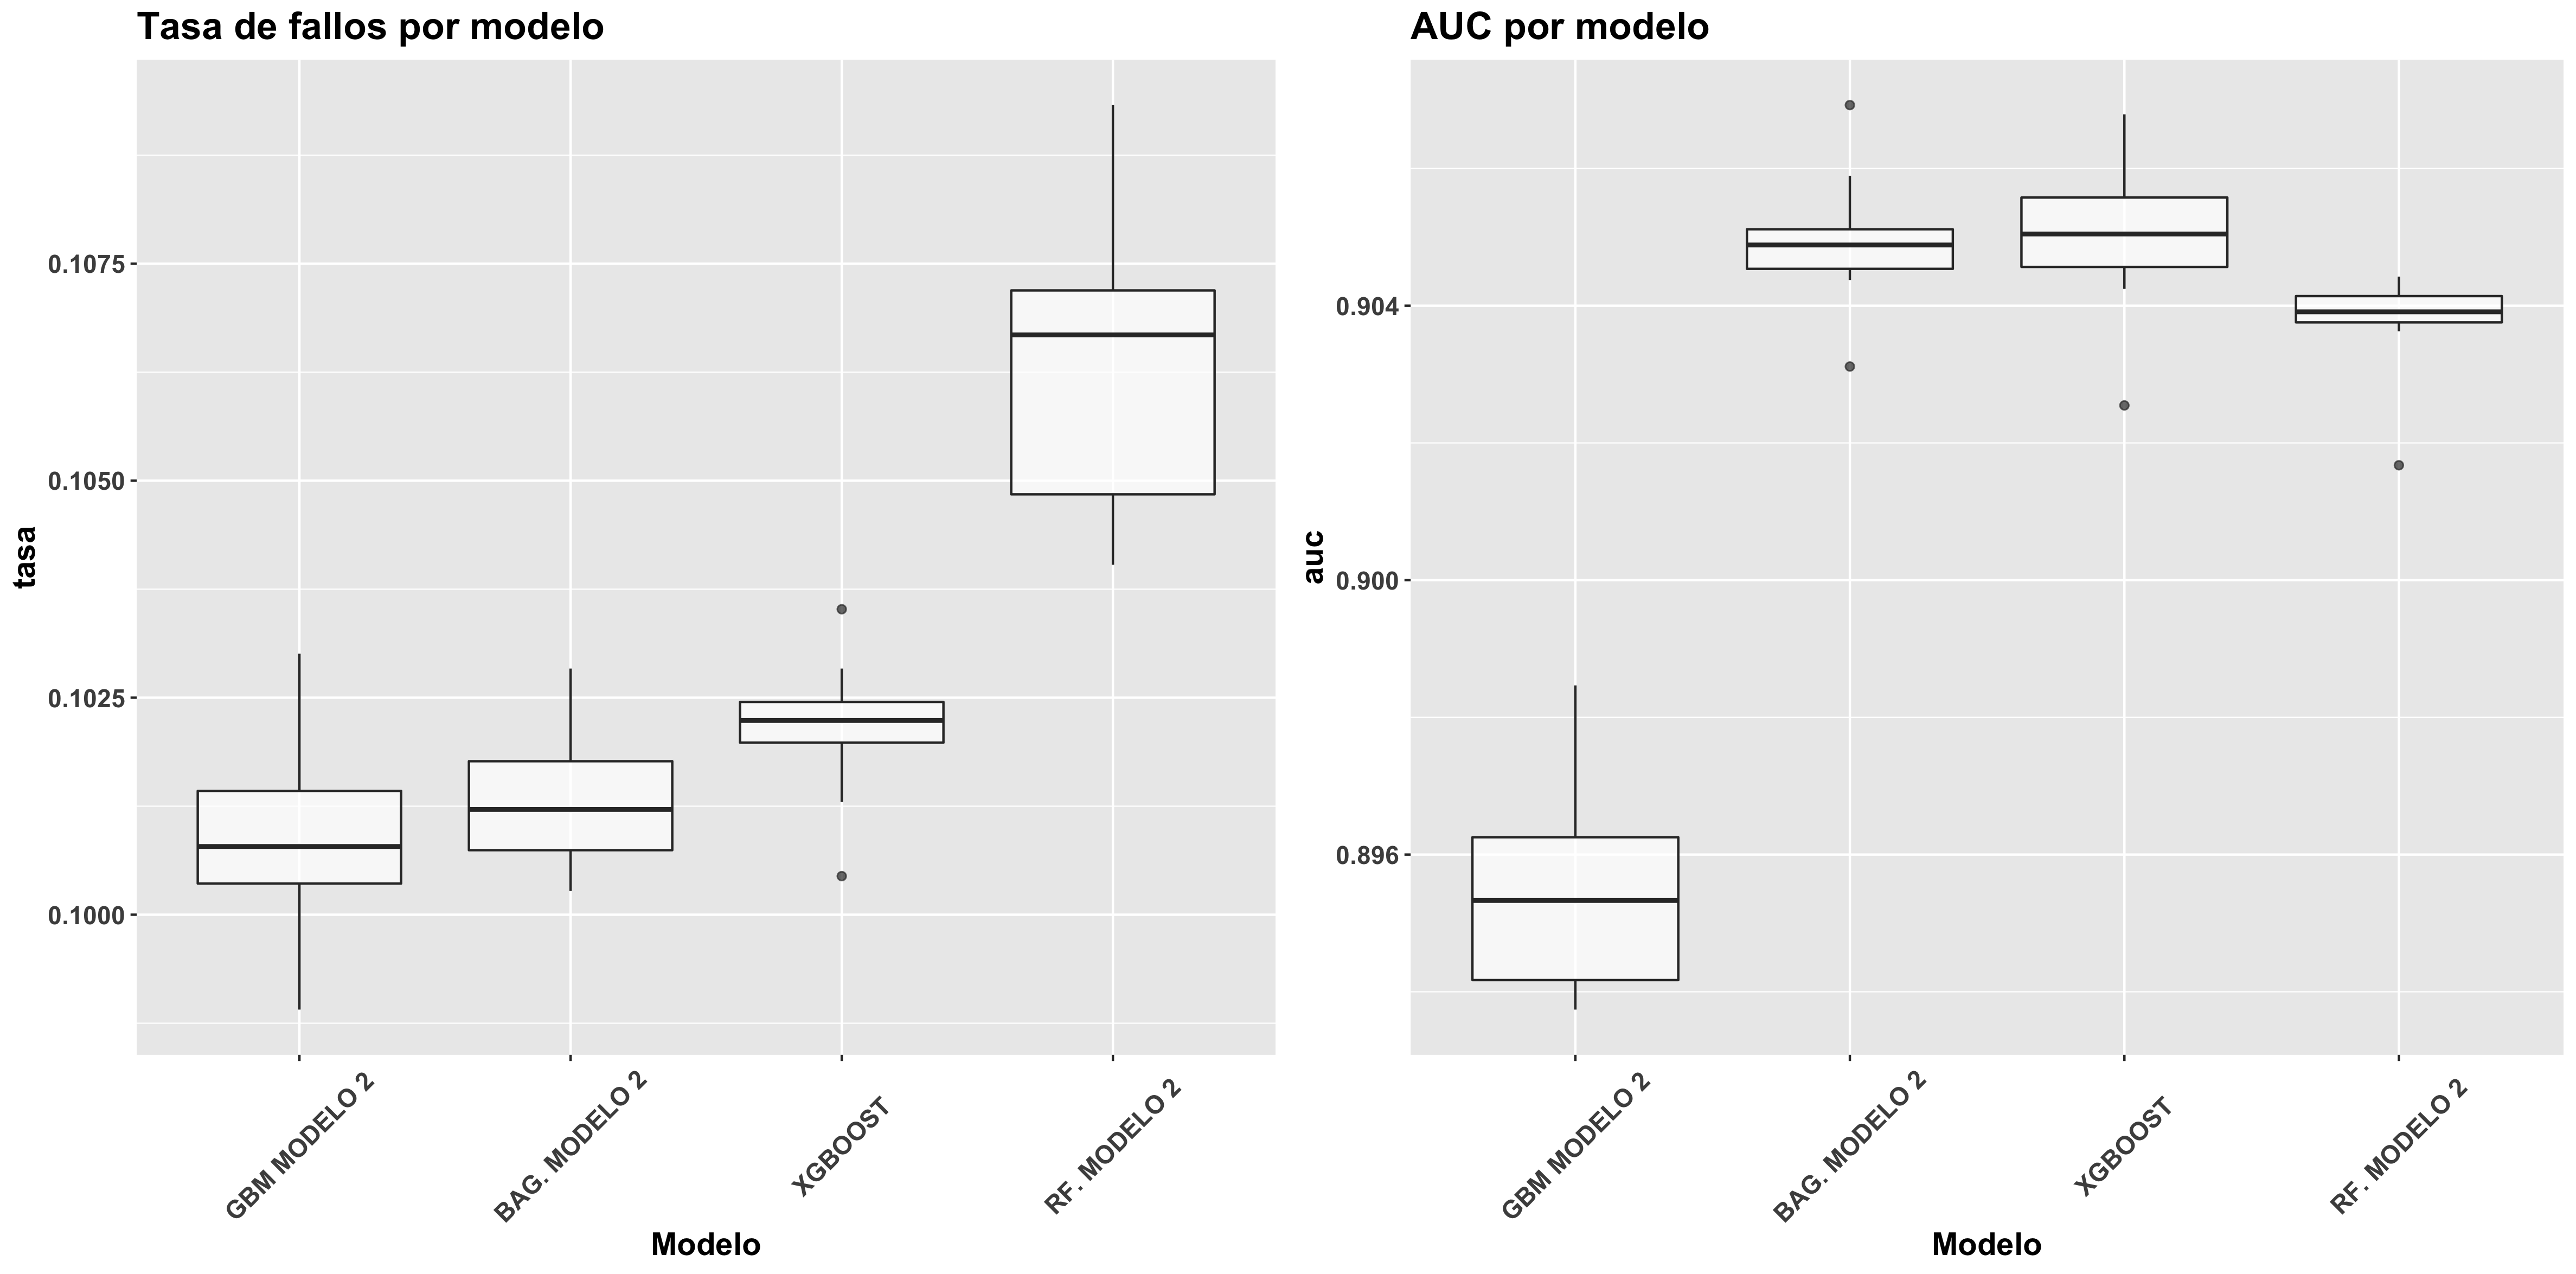 Tasa de fallos por modelo
tasa
0.1075
0.1050
0.1025
0.1000
GBM MODELO 2
BAG. MODELO 2
XGBOOST
RF. MODELO 2
Modelo
AUC por modelo
auc
0.904
0.900
0.896
GBM MODELO 2
BAG. MODELO 2
XGBOOST
RF. MODELO 2
Modelo